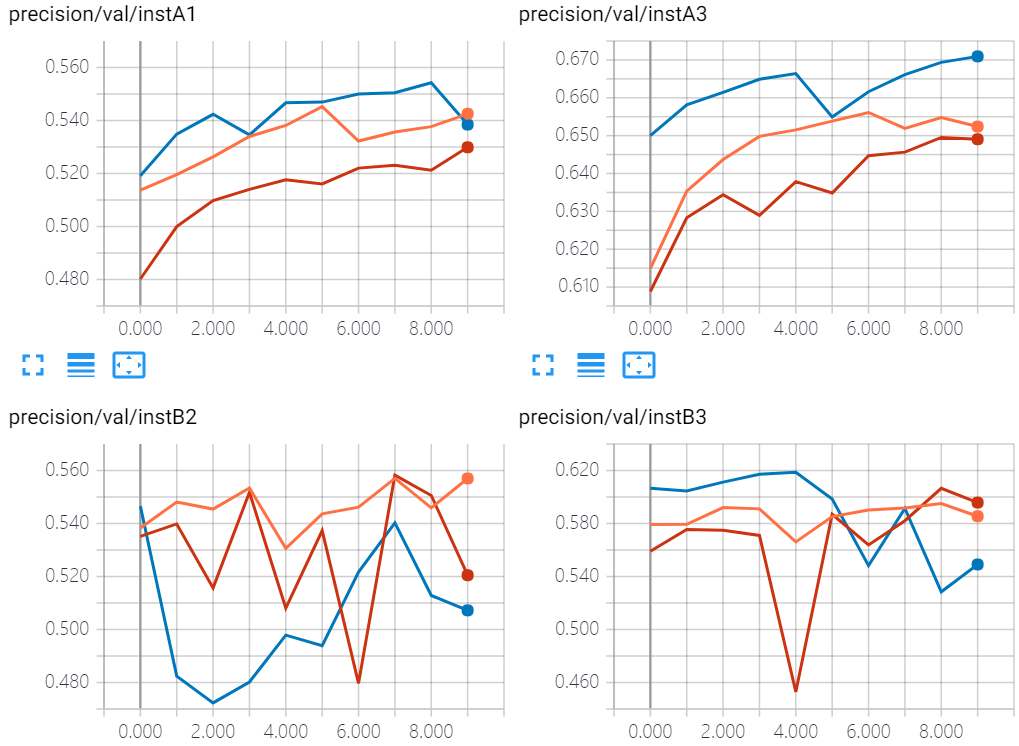 precision/val/instA1
0.560
0.540
0.520
0.500
0.480
0.000 2.000 4.000 6.000 8.000
precision/val/instA3
0.670
0.660
0.650
0.640
0.630
0.620
0.610
0.000 2.000 4.000 6.000 8.000
precision/val/instB2
0.560
0.540
0.520
0.500
0.480
0.000 2.000 4.000 6.000 8.000
precision/val/instB3
0.620
0.580
0.540
0.500
0.460
0.000 2.000 4.000 6.000 8.000